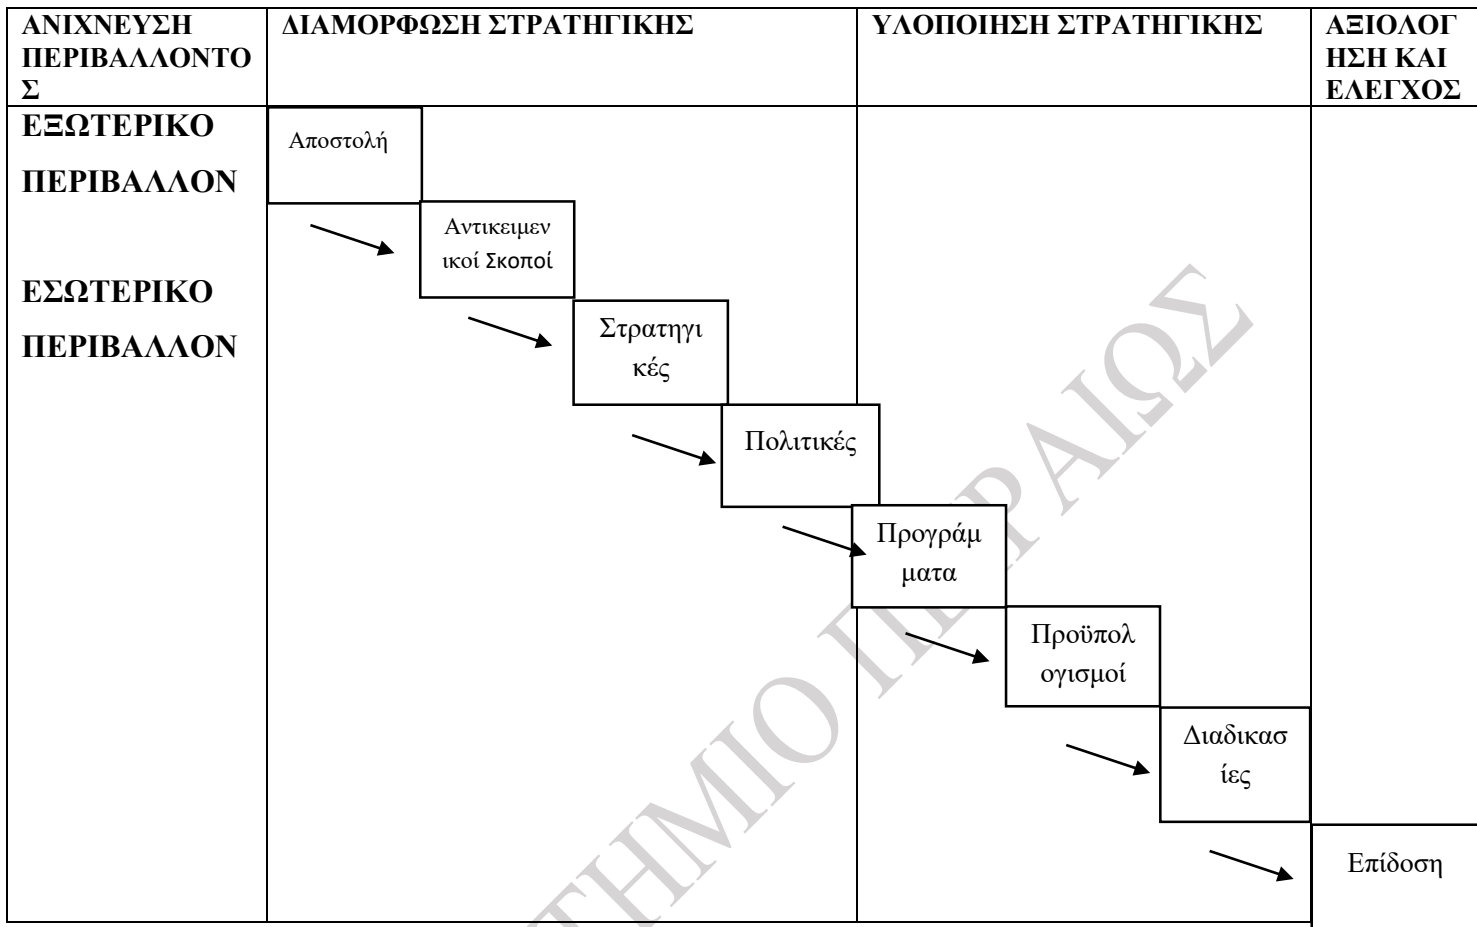 ΑΝΙΧΝΕΥΣΗ
ΠΕΡΙΒΑΛΛΟΝΤΟ
Σ
ΔΙΑΜΟΡΦΩΣΗ ΣΤΡΑΤΗΓΙΚΗΣ
ΥΛΟΠΟΙΗΣΗ ΣΤΡΑΤΗΓΙΚΗΣ
ΑΞΙΟΛΟΓ
ΗΣΗ ΚΑΙ
ΕΛΕΓΧΟΣ
ΕΞΩΤΕΡΙΚΟ
ΠΕΡΙΒΑΛΛΟΝ
ΕΣΩΤΕΡΙΚΟ
ΠΕΡΙΒΑΛΛΟΝ
Αποστολή
Αντικειμεν
ικοί Σκοποί
Στρατηγι
κές
Πολιτικές
Προγράμ
ματα
Προϋπολ
ογισμοί
Διαδικασ
ίες
Επίδοση